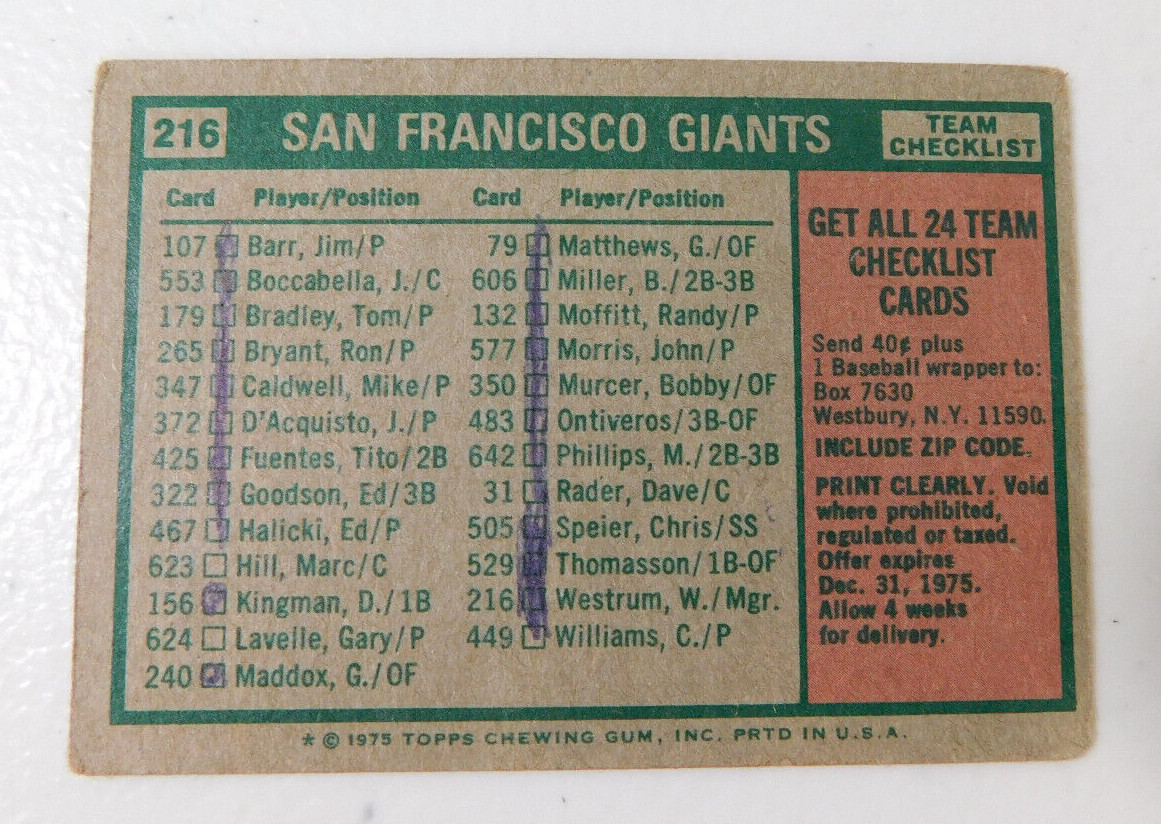 216 SAN FRANCISCO GIANTS TEAM CHECKLIST
Card Player/Position
107 Barr, Jim/P
553 Boccabella, J./C
179 Bradley, Tom/P
265 Bryant, Ron/P
347 Caldwell, Mike/P
372 D'Acquisto, J./P
425 Fuentes, Tito/2B
322 Goodson, Ed/3B
467 Halicki, Ed/P
623 Hill, Marc/C
156 Kingman, D./1B
624 Lavelle, Gary/P
240 Maddox, G./OF
Card Player/Position
79 Matthews, G./OF
606 Miller, B./2B-3B
132 Moffitt, Randy/P
577 Morris, John/P
350 Murcer, Bobby/OF
483 Ontiveros/3B-OF
642 Phillips, M./2B-3B
31 Rader, Dave/C
505 Speier, Chris/SS
529 Thomasson/1B-OF
216 Westrum, W./Mgr.
449 Williams, C./P
GET ALL 24 TEAM
CHECKLIST
CARDS
Send 40¢ plus
1 Baseball wrapper to:
Box 7630
Westbury, N.Y. 11590.
INCLUDE ZIP CODE.
PRINT CLEARLY. Void
where prohibited,
regulated or taxed.
Offer expires
Dec. 31, 1975.
Allow 4 weeks
for delivery.
* © 1975 TOPPS CHEWING GUM, INC. PRTD IN U.S.A.